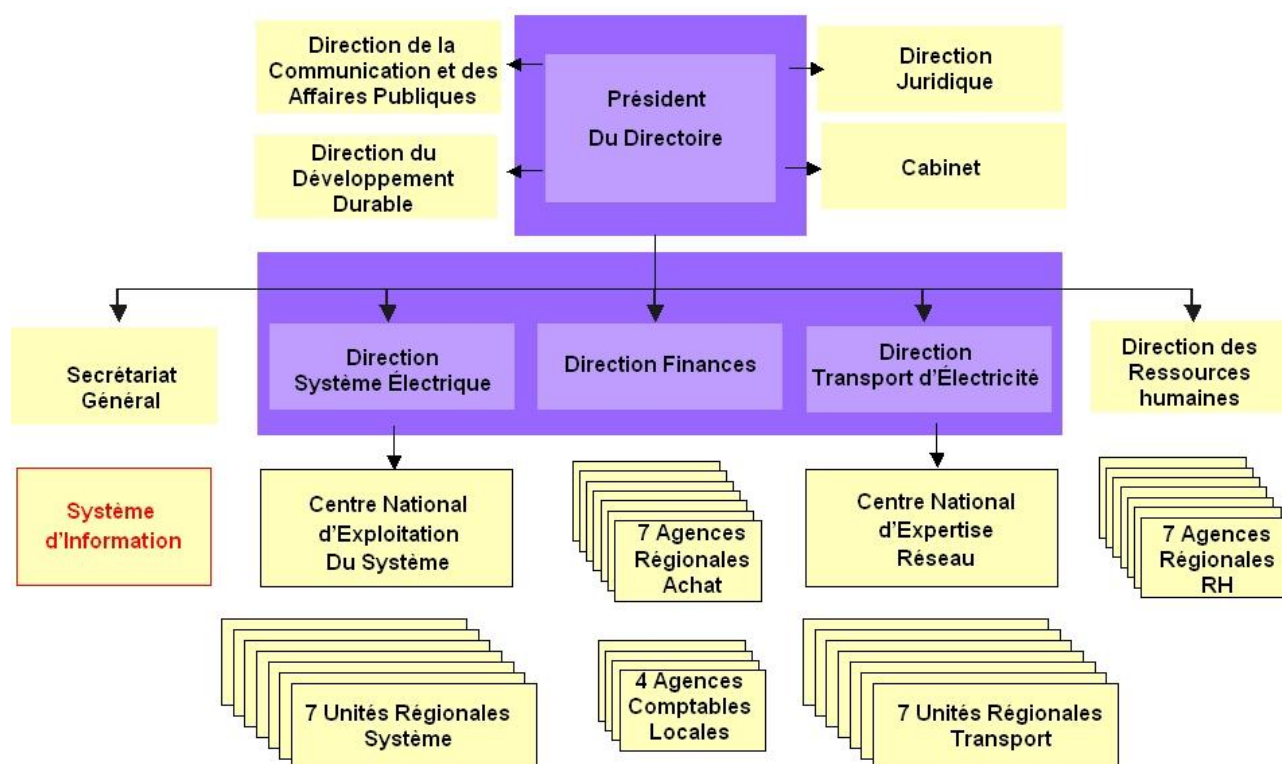 Direction de la
Communication et des
Affaires Publiques
Président
Du Directoire
Direction
Juridique
Direction du
Développement
Durable
Cabinet
Secrétariat
Général
Direction
Système Électrique
Direction Finances
Direction
Transport d'Électricité
Direction des
Ressources
humaines
Système
d'Information
Centre National
d'Exploitation
Du Système
7 Agences
Régionales
Achat
Centre National
d'Expertise
Réseau
7 Agences
Régionales
RH
7 Unités Régionales
Système
4 Agences
Comptables
Locales
7 Unités Régionales
Transport